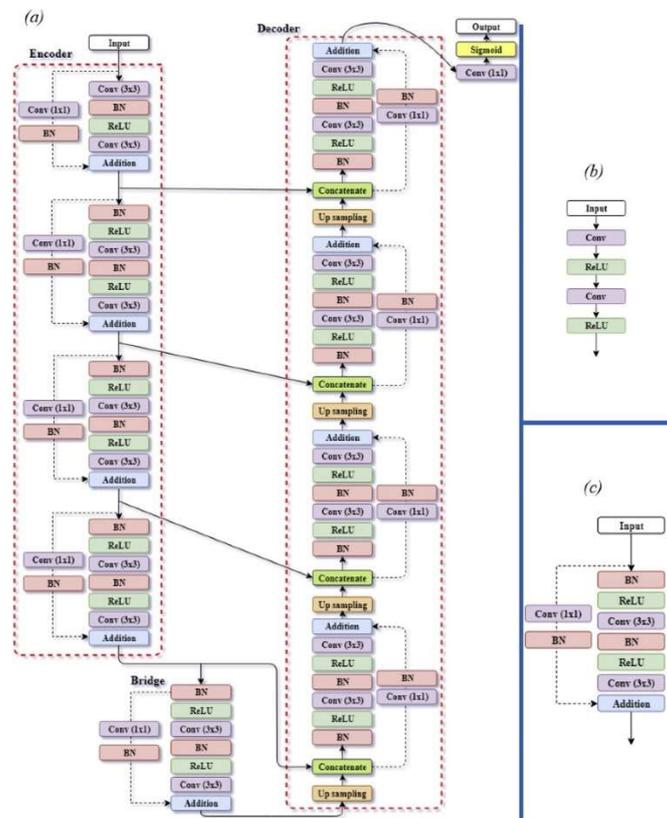 (a)
Encoder
Input
Conv (3x3)
BN
ReLU
Conv (3x3)
Addition
Conv (1x1)
BN
BN
ReLU
Conv (3x3)
BN
ReLU
Conv (3x3)
Addition
Conv (1x1)
BN
BN
ReLU
Conv (3x3)
BN
ReLU
Conv (3x3)
Addition
Conv (1x1)
BN
BN
ReLU
Conv (3x3)
BN
ReLU
Conv (3x3)
Addition
Conv (1x1)
BN
Bridge
BN
ReLU
Conv (3x3)
BN
ReLU
Conv (3x3)
Addition
Conv (1x1)
BN
Decoder
Addition
Conv (3x3)
ReLU
BN
Conv (3x3)
ReLU
BN
Concatenate
Up sampling
BN
Conv (1x1)
Addition
Conv (3x3)
ReLU
BN
Conv (3x3)
ReLU
BN
Concatenate
Up sampling
BN
Conv (1x1)
Addition
Conv (3x3)
ReLU
BN
Conv (3x3)
ReLU
BN
Concatenate
Up sampling
BN
Conv (1x1)
Addition
Conv (3x3)
ReLU
BN
Conv (3x3)
ReLU
BN
Concatenate
Up sampling
BN
Conv (1x1)
Output
Sigmoid
Conv (1x1)
(b)
Input
Conv
ReLU
Conv
ReLU
(c)
Input
BN
ReLU
Conv (3x3)
BN
ReLU
Conv (3x3)
Addition
Conv (1x1)
BN